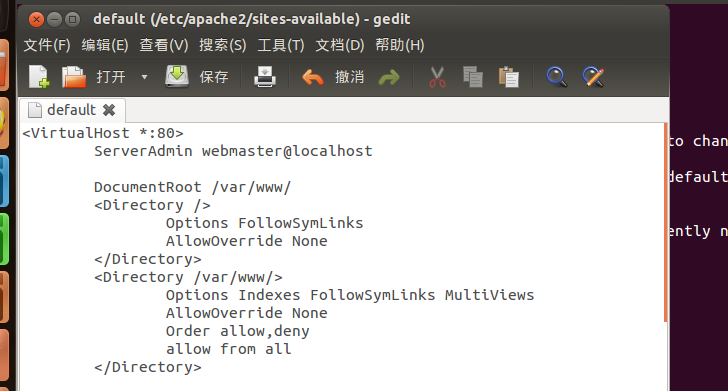 default (/etc/apache2/sites-available) - gedit
文件(F) 编辑(E) 查看(V) 搜索(S) 工具(T) 文档(D) 帮助(H)
打开 保存 撤消
default
<VirtualHost *:80>
ServerAdmin webmaster@localhost
DocumentRoot /var/www/
<Directory />
Options FollowSymLinks
AllowOverride None
</Directory>
<Directory /var/www/>
Options Indexes FollowSymLinks MultiViews
AllowOverride None
Order allow,deny
allow from all
</Directory>
to chan
default
ently n